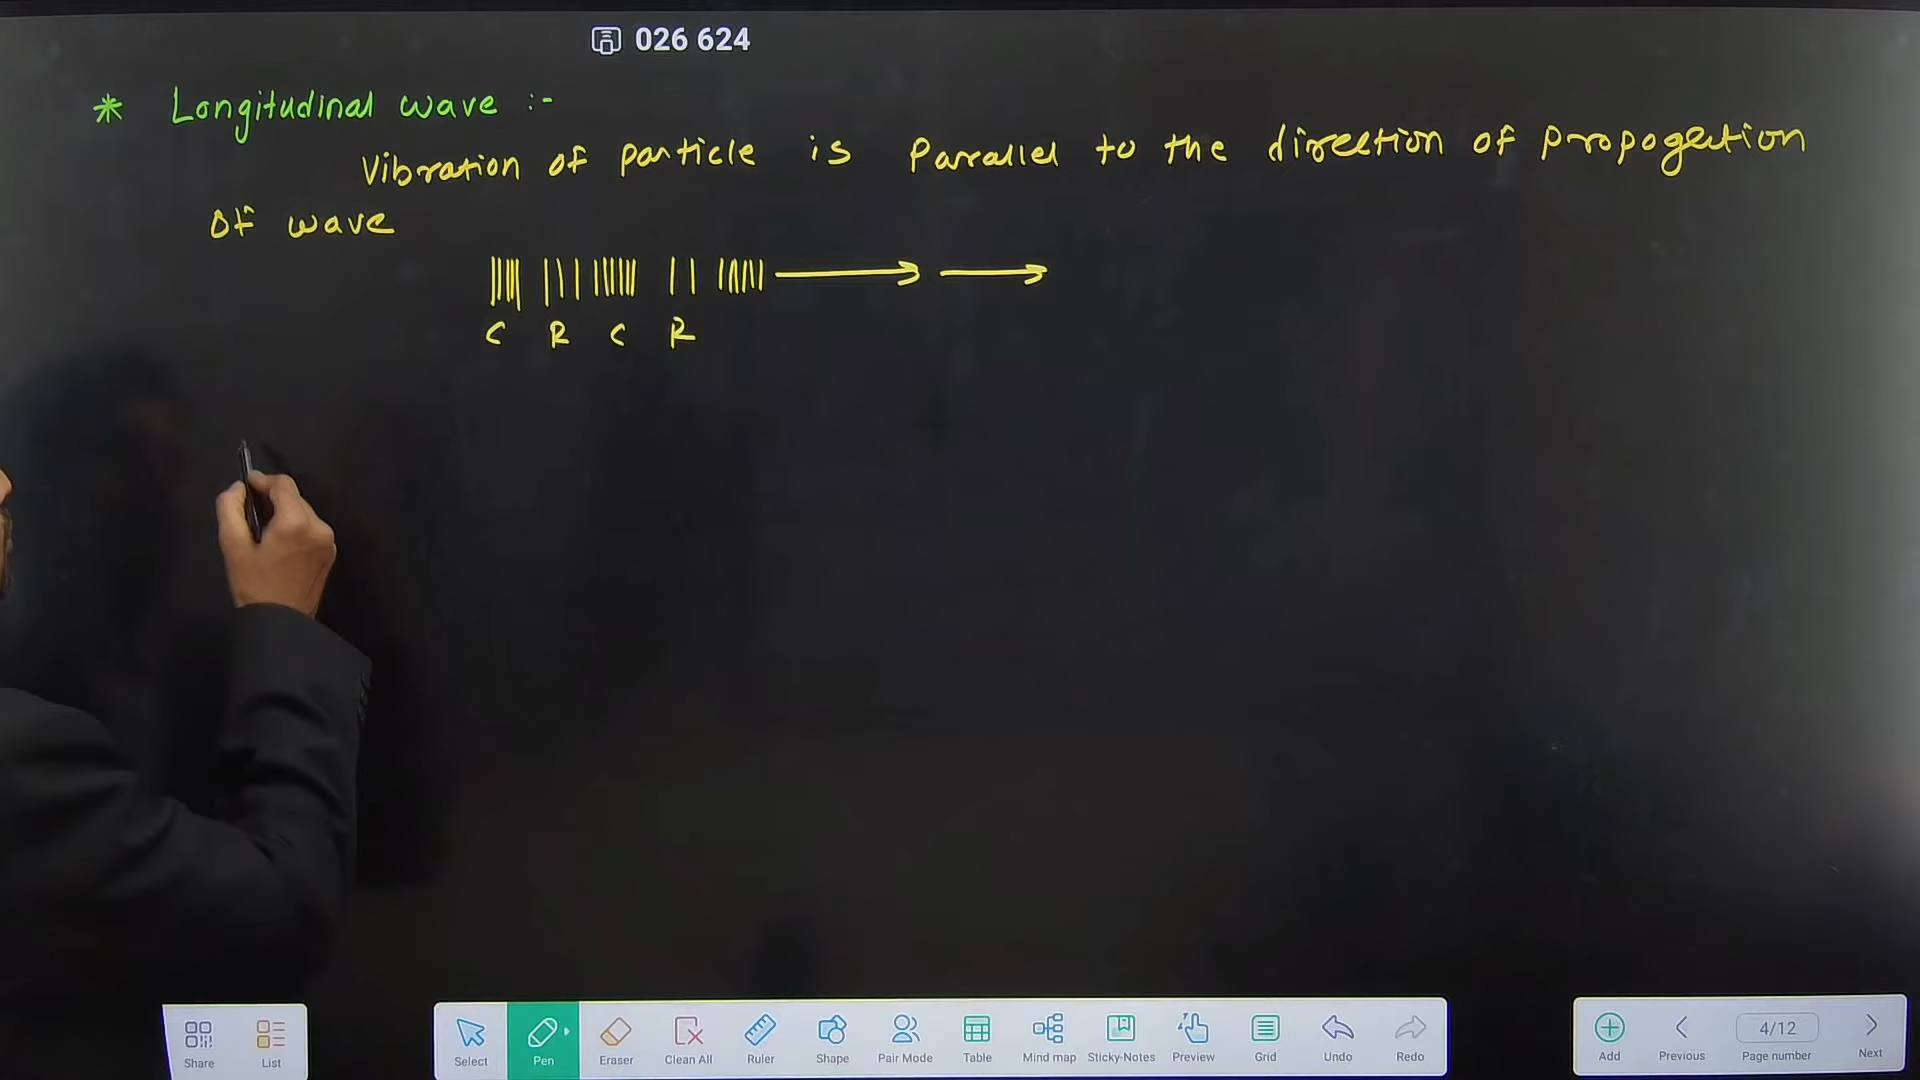 026 624
* Longitudinal wave :-
Vibration of particle is Parallel to the direction of Propogation
of wave
C R C R
Share List Select Pen Eraser Clean All Ruler Shape Pair Mode Table Mind map Sticky-Notes Preview Grid Undo Redo Add Previous 4/12 Page number Next